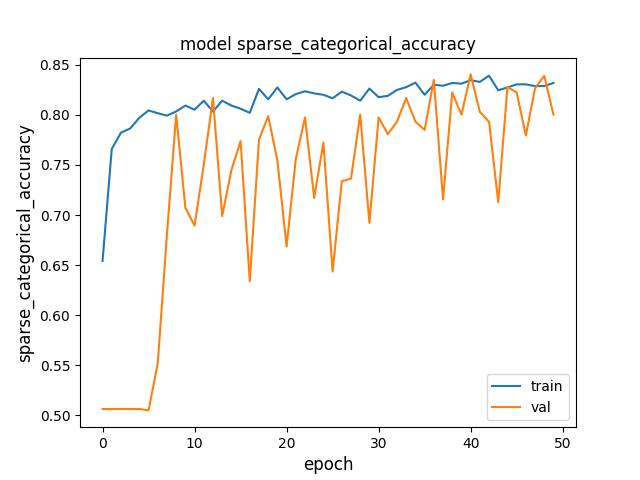 model sparse_categorical_accuracy
sparse_categorical_accuracy
0.85
0.80
0.75
0.70
0.65
0.60
0.55
0.50
0 10 20 30 40 50
epoch
train
val